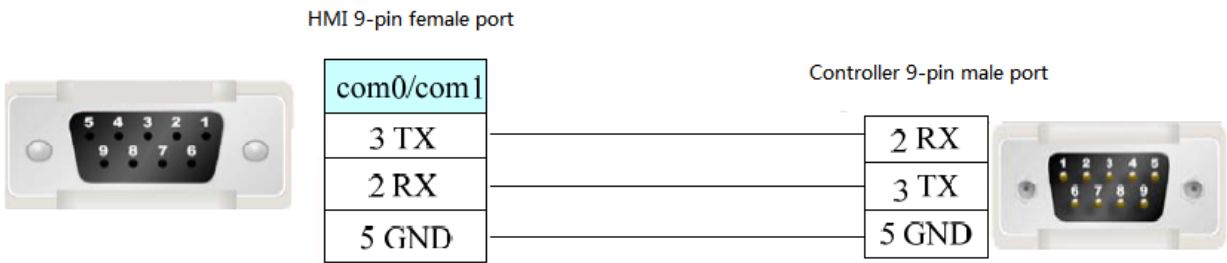 HMI 9-pin female port
com0/com1
3 TX
2 RX
5 GND
5 4 3 2 1
9 8 7 6
Controller 9-pin male port
2 RX
3 TX
5 GND
1 2 3 4 5
6 7 8 9